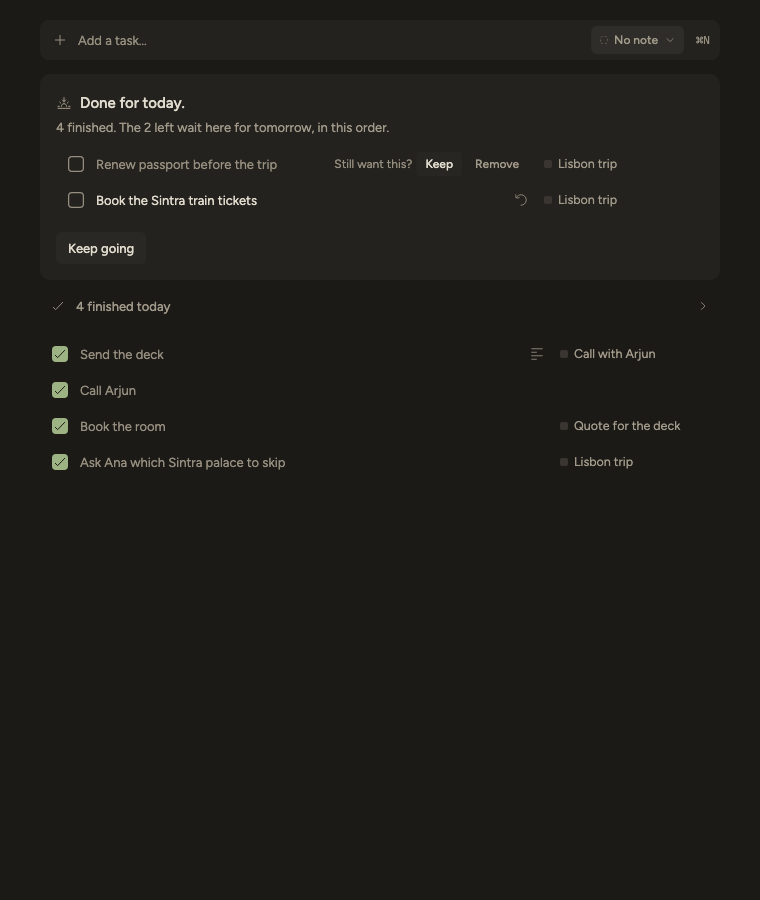 Add a task...
No note
⌘N
Done for today.
4 finished. The 2 left wait here for tomorrow, in this order.
Renew passport before the trip Still want this? Keep Remove Lisbon trip
Book the Sintra train tickets Lisbon trip
Keep going
4 finished today
Send the deck Call with Arjun
Call Arjun
Book the room Quote for the deck
Ask Ana which Sintra palace to skip Lisbon trip